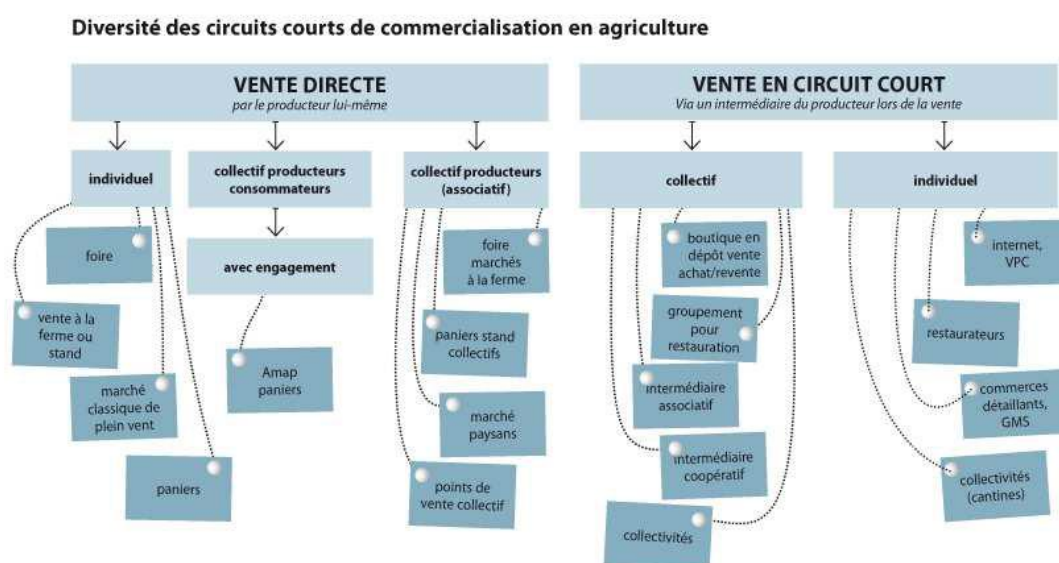 Diversité des circuits courts de commercialisation en agriculture
VENTE DIRECTE
par le producteur lui-même
individuel
foire
vente à la
ferme ou
stand
marché
classique de
plein vent
paniers
collectif producteurs
consommateurs
avec engagement
Amap
paniers
collectif producteurs
(associatif)
foire
marchés
à la ferme
paniers stand
collectifs
marché
paysans
points de
vente collectif
VENTE EN CIRCUIT COURT
Via un intermédiaire du producteur lors de la vente
collectif
boutique en
dépôt vente
achat/revente
groupement
pour
restauration
intermédiaire
associatif
intermédiaire
coopératif
collectivités
individuel
internet,
VPC
restaurateurs
commerces
détaillants,
GMS
collectivités
(cantines)